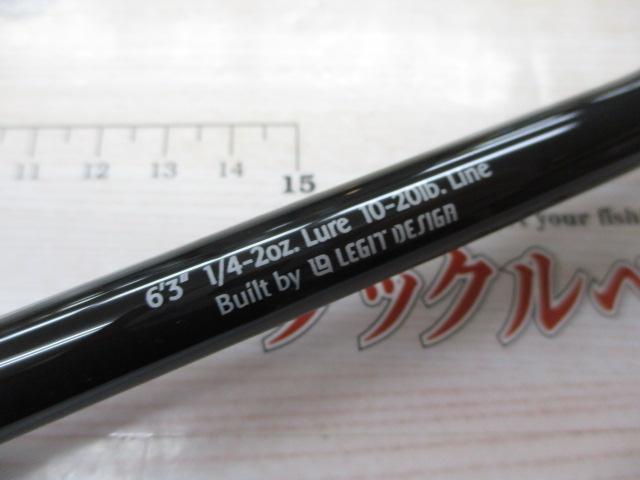 11 12 13 14 15
6'3" 1/4-2oz. Lure 10-20lb. Line
Built by LEGIT DESIGN
your fish
ックルベ